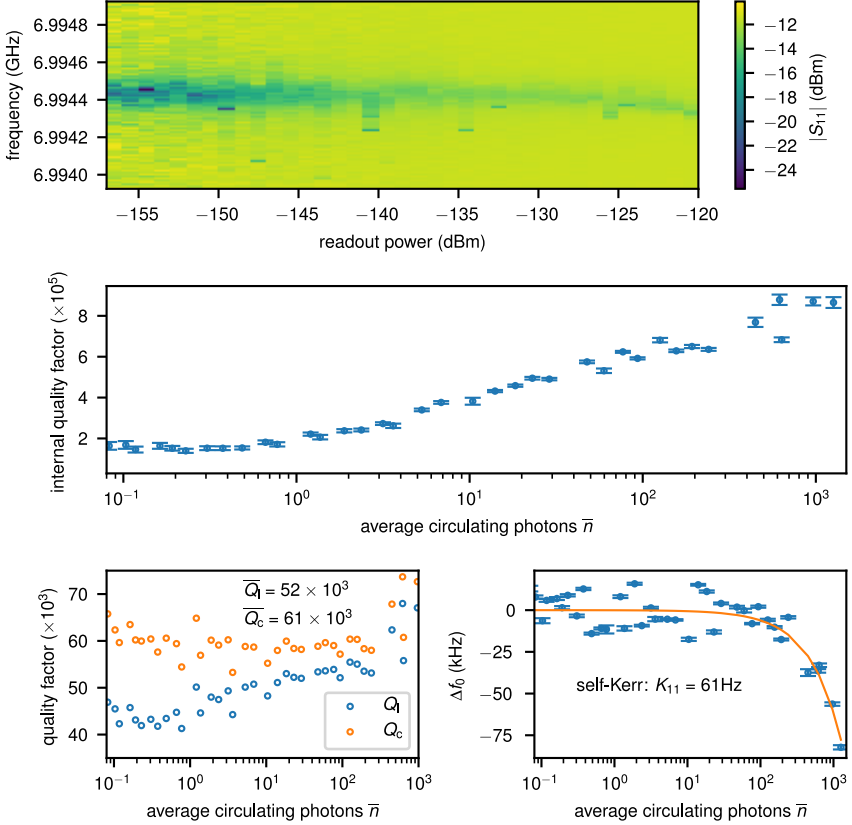 6.9948
6.9946
6.9944
6.9942
6.9940
frequency (GHz)
−155 −150 −145 −140 −135 −130 −125 −120
readout power (dBm)
−12
−14
−16
−18
−20
−22
−24
|S₁₁| (dBm)
8
6
4
2
internal quality factor (×10⁵)
10⁻¹ 10⁰ 10¹ 10² 10³
average circulating photons n̅
70
60
50
40
quality factor (×10³)
Q̅ₗ = 52 × 10³
Q̅c = 61 × 10³
Qₗ
Qc
10⁻¹ 10⁰ 10¹ 10² 10³
average circulating photons n̅
0
−25
−50
−75
Δf₀ (kHz)
self-Kerr: K₁₁ = 61Hz
10⁻¹ 10⁰ 10¹ 10² 10³
average circulating photons n̅